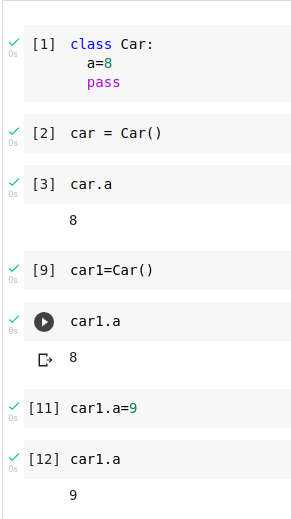 [1] class Car:
0s
a=8
pass
[2] car = Car()
0s
[3] car.a
0s
8
[9] car1=Car()
0s
car1.a
0s
8
[11] car1.a=9
0s
[12] car1.a
0s
9